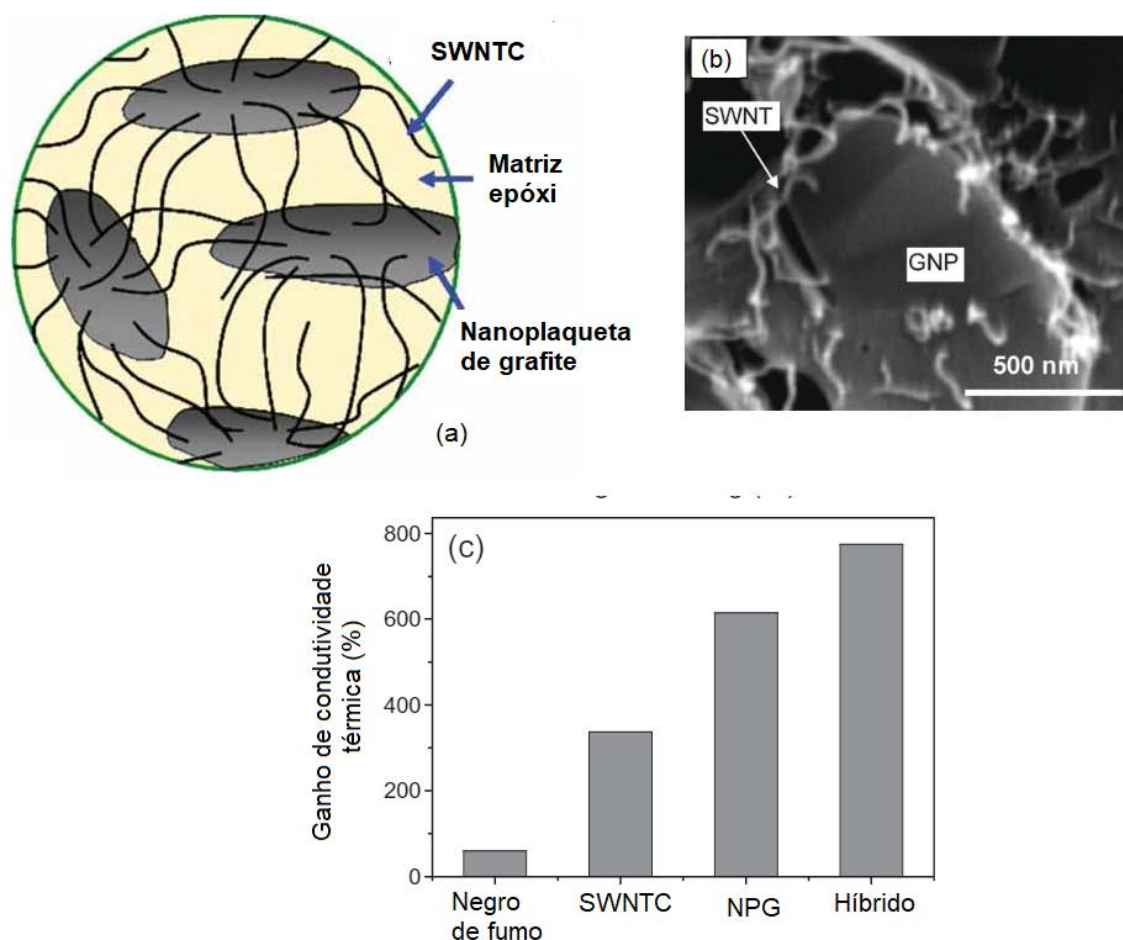 SWNTC
Matriz
epóxi
Nanoplaqueta
de grafite
(a)
(b)
SWNT
GNP
500 nm
(c)
Ganho de condutividade
térmica (%)
800
600
400
200
0
Negro
de fumo
SWNTC
NPG
Híbrido